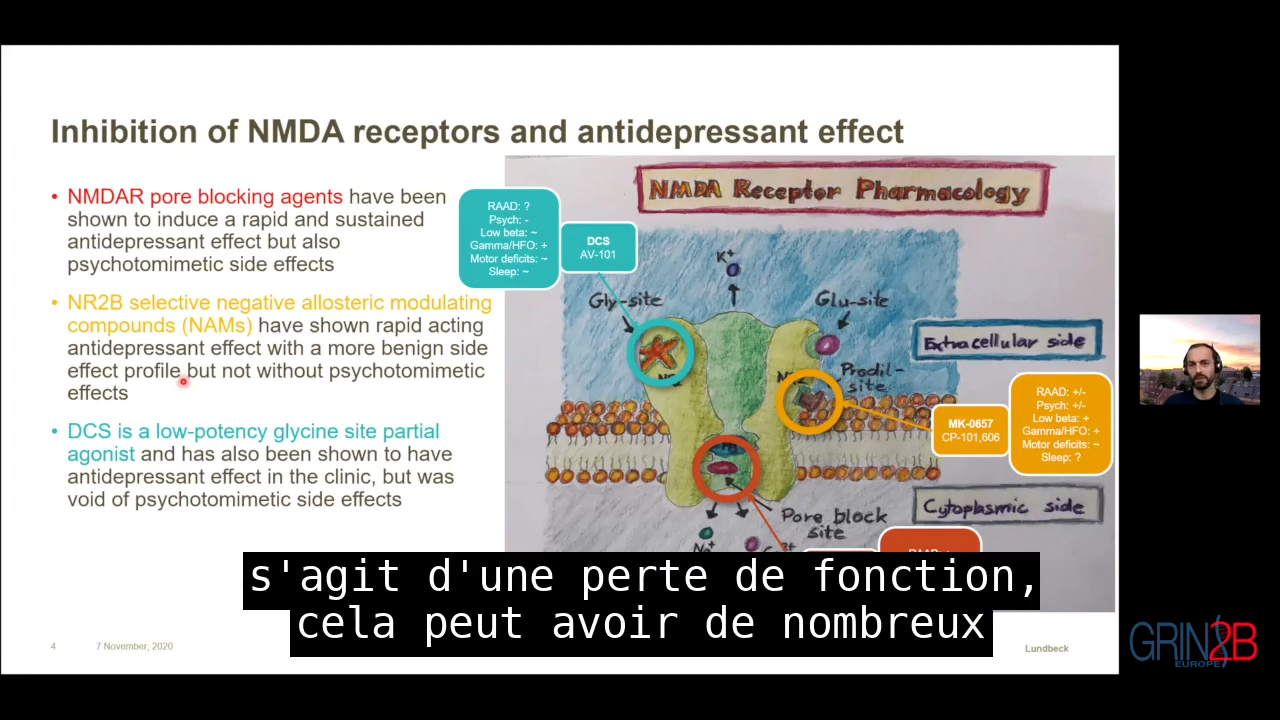 Inhibition of NMDA receptors and antidepressant effect
• NMDAR pore blocking agents have been
shown to induce a rapid and sustained
antidepressant effect but also
psychotomimetic side effects
• NR2B selective negative allosteric modulating
compounds (NAMs) have shown rapid acting
antidepressant effect with a more benign side
effect profile but not without psychotomimetic
effects
• DCS is a low-potency glycine site partial
agonist and has also been shown to have
antidepressant effect in the clinic, but was
void of psychotomimetic side effects
NMDA Receptor Pharmacology
RAAD: ?
Psych: -
Low beta: ~
Gamma/HFO: +
Motor deficits: ~
Sleep: ~
DCS
AV-101
K+
Gly-site
Glu-site
Extracellular side
Prodil-
site
MK-0657
CP-101,606
RAAD: +/-
Psych: +/-
Low beta: +
Gamma/HFO: +
Motor deficits: ~
Sleep: ?
Cytoplasmic side
Pore block
site
s'agit d'une perte de fonction,
cela peut avoir de nombreux
4
7 November, 2020
Lundbeck
GRIN2B
EUROPE